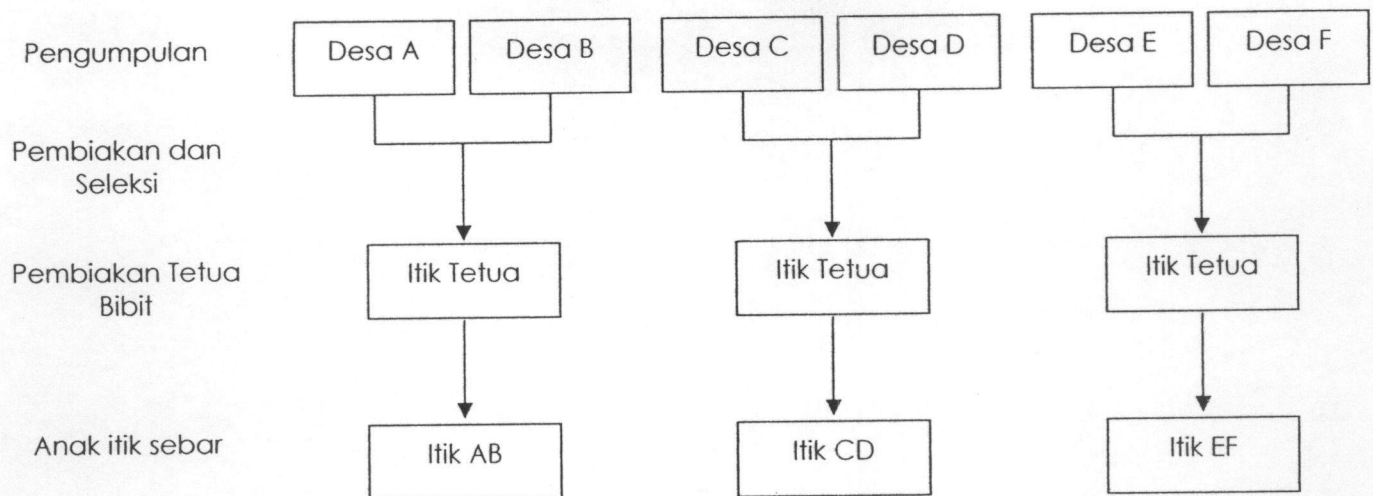 Pengumpulan
Desa A
Desa B
Desa C
Desa D
Desa E
Desa F
Pembiakan dan
Seleksi
Pembiakan Tetua
Bibit
Itik Tetua
Itik Tetua
Itik Tetua
Anak itik sebar
Itik AB
Itik CD
Itik EF